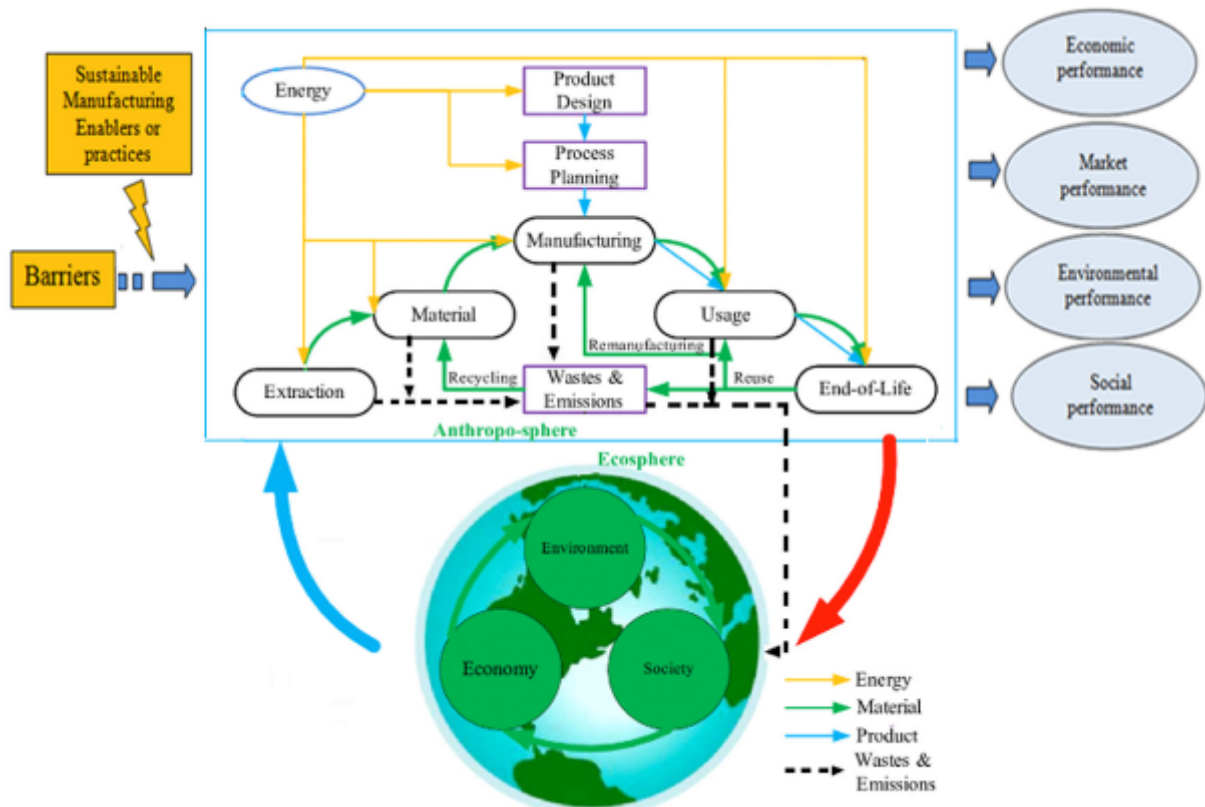 Sustainable
Manufacturing
Enablers or
practices
Barriers
Energy
Product
Design
Process
Planning
Manufacturing
Material
Usage
Remanufacturing
Extraction
Recycling
Wastes &
Emissions
Reuse
End-of-Life
Anthropo-sphere
Economic
performance
Market
performance
Environmental
performance
Social
performance
Ecosphere
Environment
Economy
Society
Energy
Material
Product
Wastes &
Emissions